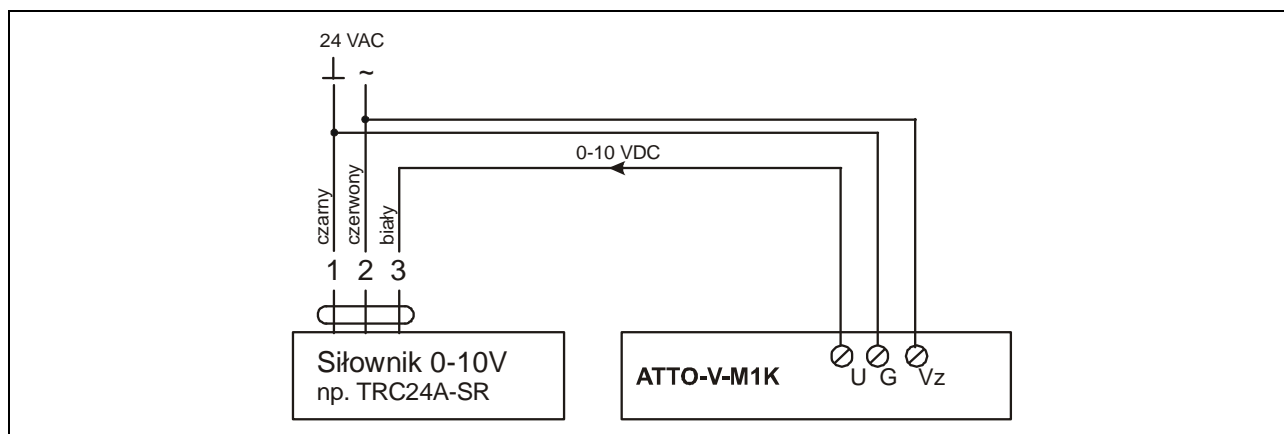 24 VAC
~
0-10 VDC
czarny
czerwony
biały
1 2 3
Siłownik 0-10V
np. TRC24A-SR
ATTO-V-M1K
U G Vz